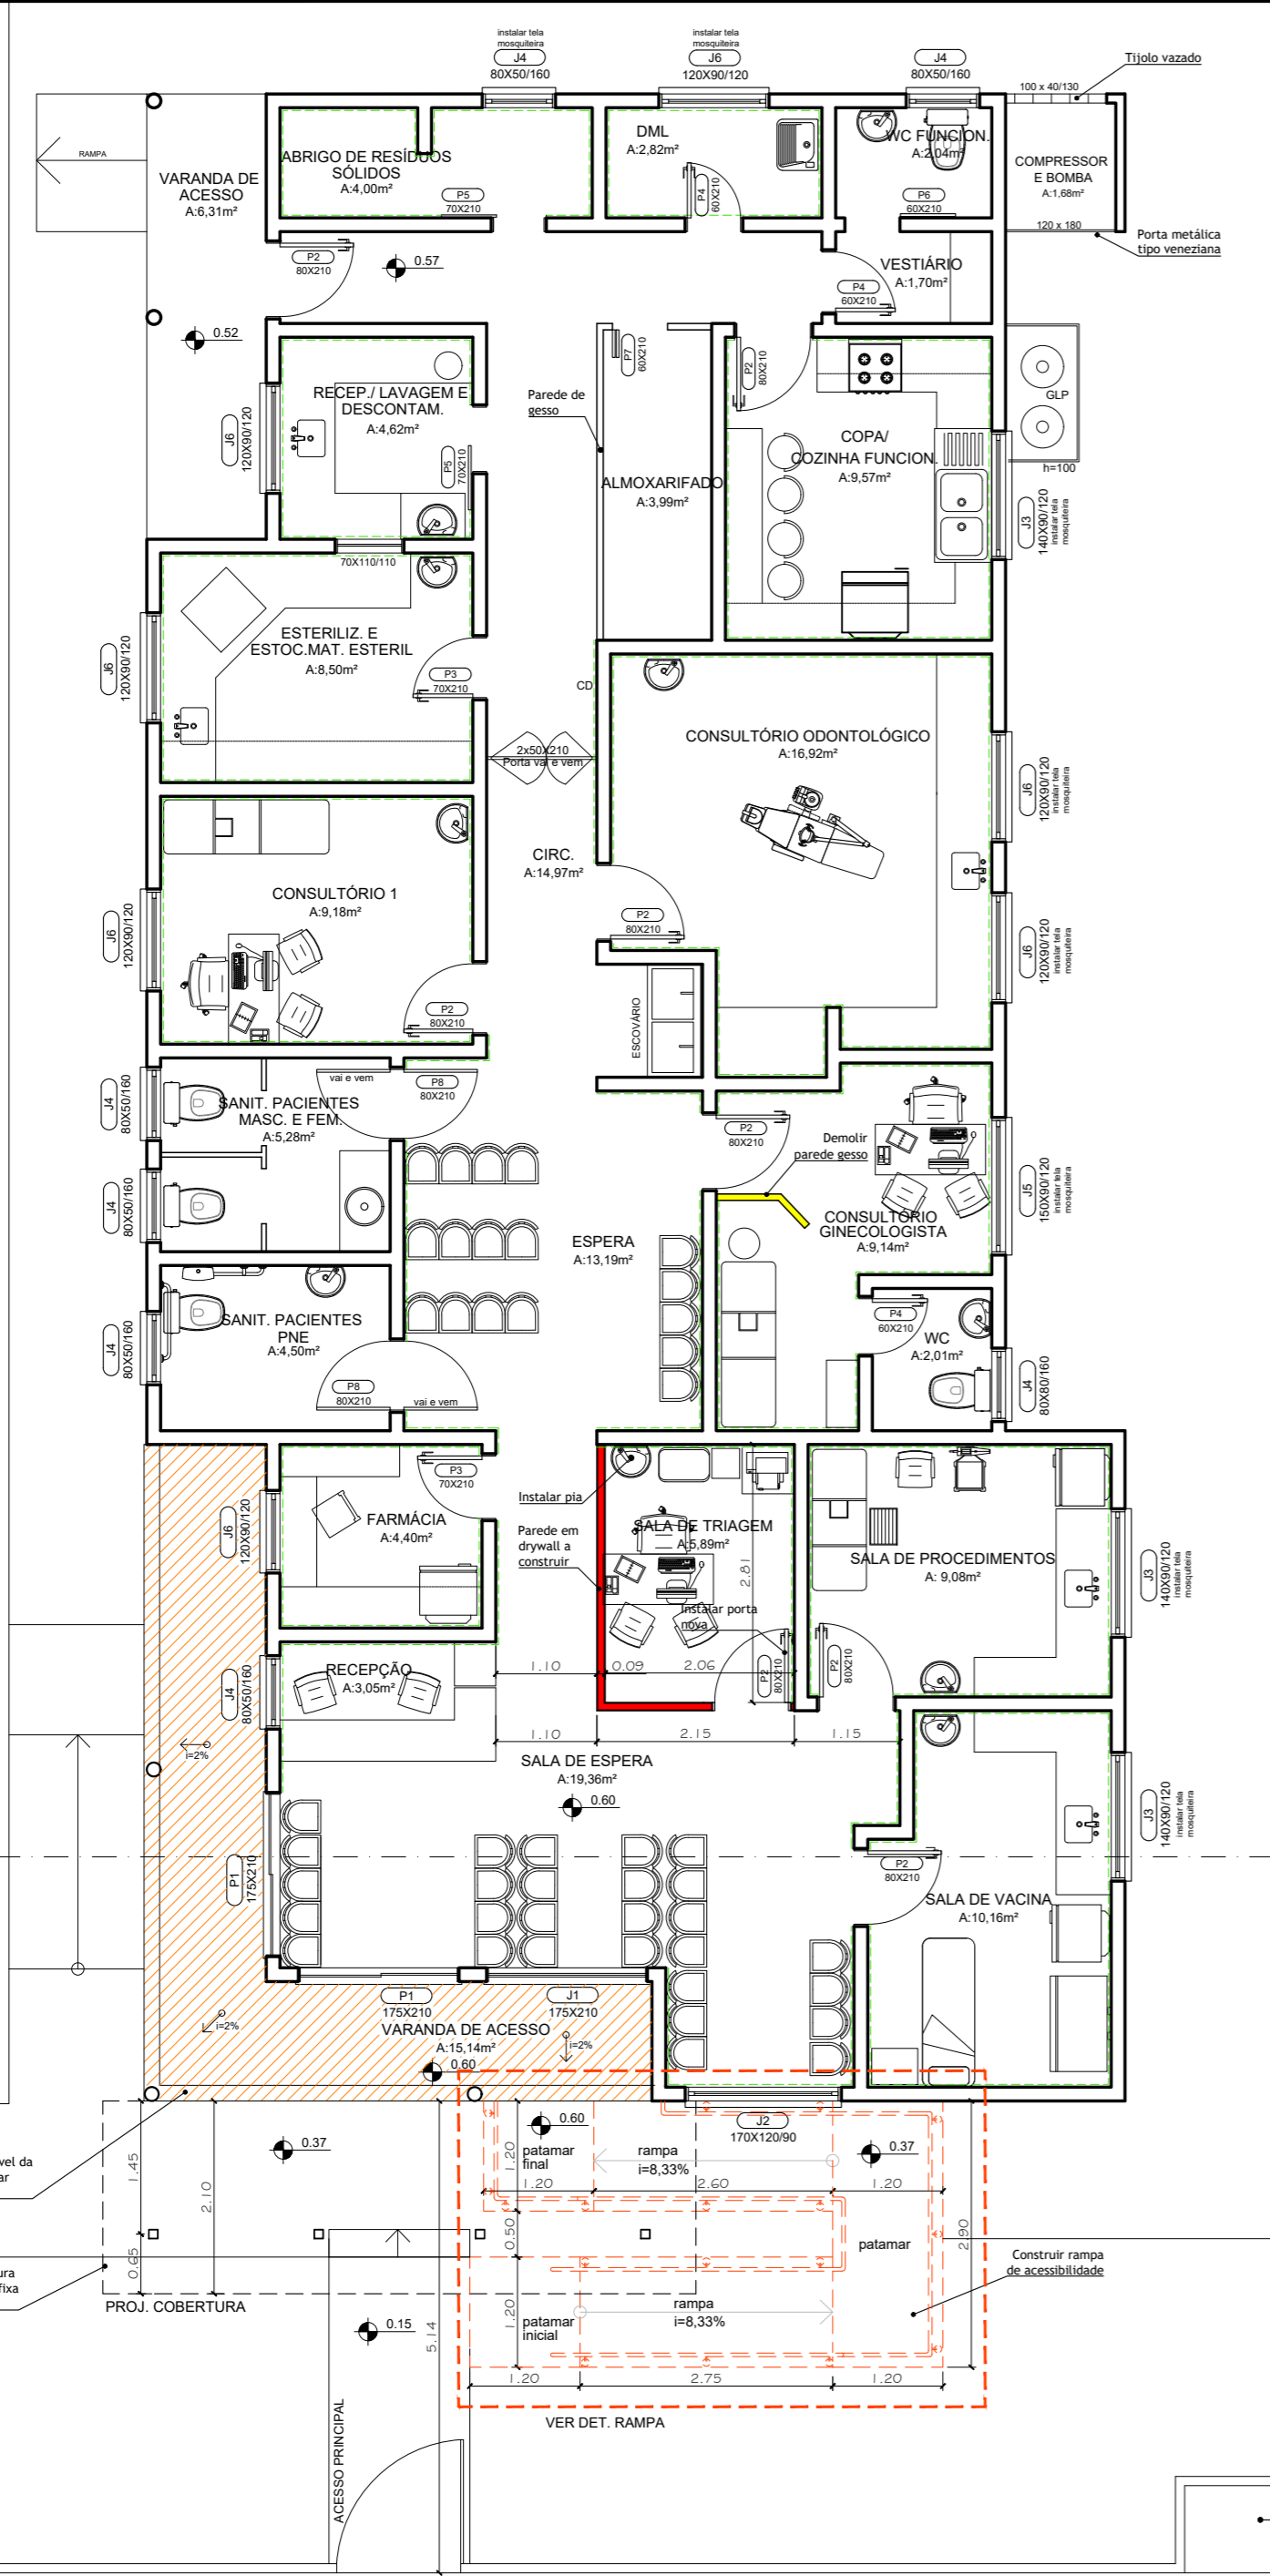 instalar tela
mosquiteira
J4
80X50/160
instalar tela
mosquiteira
J6
120X90/120
J4
80X50/160
Tijolo vazado
100 x 40/130
RAMPA
VARANDA DE
ACESSO
A:6,31m²
ABRIGO DE RESÍDUOS
SÓLIDOS
A:4,00m²
P5
70X210
DML
A:2,82m²
P4
60X210
WC FUNCION.
A:2,04m²
P6
60X210
COMPRESSOR
E BOMBA
A:1,68m²
120 x 180
Porta metálica
tipo veneziana
P2
80X210
0.57
VESTIÁRIO
A:1,70m²
P4
60X210
0.52
P7
60X210
P2
80X210
GLP
h=100
RECEP./ LAVAGEM E
DESCONTAM.
A:4,62m²
J6
120X90/120
P5
70X210
Parede de
gesso
ALMOXARIFADO
A:3,99m²
COPA/
COZINHA FUNCION.
A:9,57m²
J3
140X90/120
instalar tela
mosquiteira
70X110/110
ESTERILIZ. E
ESTOC.MAT. ESTERIL
A:8,50m²
J6
120X90/120
P3
70X210
CD
2x50X210
Porta vai e vem
CONSULTÓRIO ODONTOLÓGICO
A:16,92m²
J6
120X90/120
instalar tela
mosquiteira
CIRC.
A:14,97m²
CONSULTÓRIO 1
A:9,18m²
J6
120X90/120
P2
80X210
J6
120X90/120
instalar tela
mosquiteira
P2
80X210
ESCOVÁRIO
vai e vem
P8
80X210
J4
80X50/160
SANIT. PACIENTES
MASC. E FEM.
A:5,28m²
J4
80X50/160
P2
80X210
Demolir
parede gesso
J5
150X90/120
instalar tela
mosquiteira
CONSULTÓRIO
GINECOLOGISTA
A:9,14m²
ESPERA
A:13,19m²
SANIT. PACIENTES
PNE
A:4,50m²
J4
80X50/160
P8
80X210
vai e vem
P4
60X210
WC
A:2,01m²
J4
80X80/160
P3
70X210
FARMÁCIA
A:4,40m²
J6
120X90/120
Instalar pia
Parede em
drywall a
construir
SALA DE TRIAGEM
A:5,89m²
2.81
Instalar porta
nova
P2
80X210
SALA DE PROCEDIMENTOS
A: 9,08m²
J3
140X90/120
instalar tela
mosquiteira
P2
80X210
RECEPÇÃO
A:3,05m²
J4
80X50/160
1.10
0.09
2.06
1.10
2.15
1.15
i=2%
SALA DE ESPERA
A:19,36m²
0.60
J3
140X90/120
instalar tela
mosquiteira
P1
175X210
P2
80X210
SALA DE VACINA
A:10,16m²
P1
175X210
J1
175X210
i=2%
VARANDA DE ACESSO
A:15,14m²
i=2%
0.60
J2
170X120/90
0.37
0.60
0.37
vel da
ar
1.45
2.10
0.65
1.20
patamar
final
rampa
i=8,33%
1.20
2.60
1.20
0.50
patamar
2.90
Construir rampa
de acessibilidade
ura
fixa
PROJ. COBERTURA
0.15
5.14
1.20
patamar
inicial
rampa
i=8,33%
1.20
2.75
1.20
VER DET. RAMPA
ACESSO PRINCIPAL